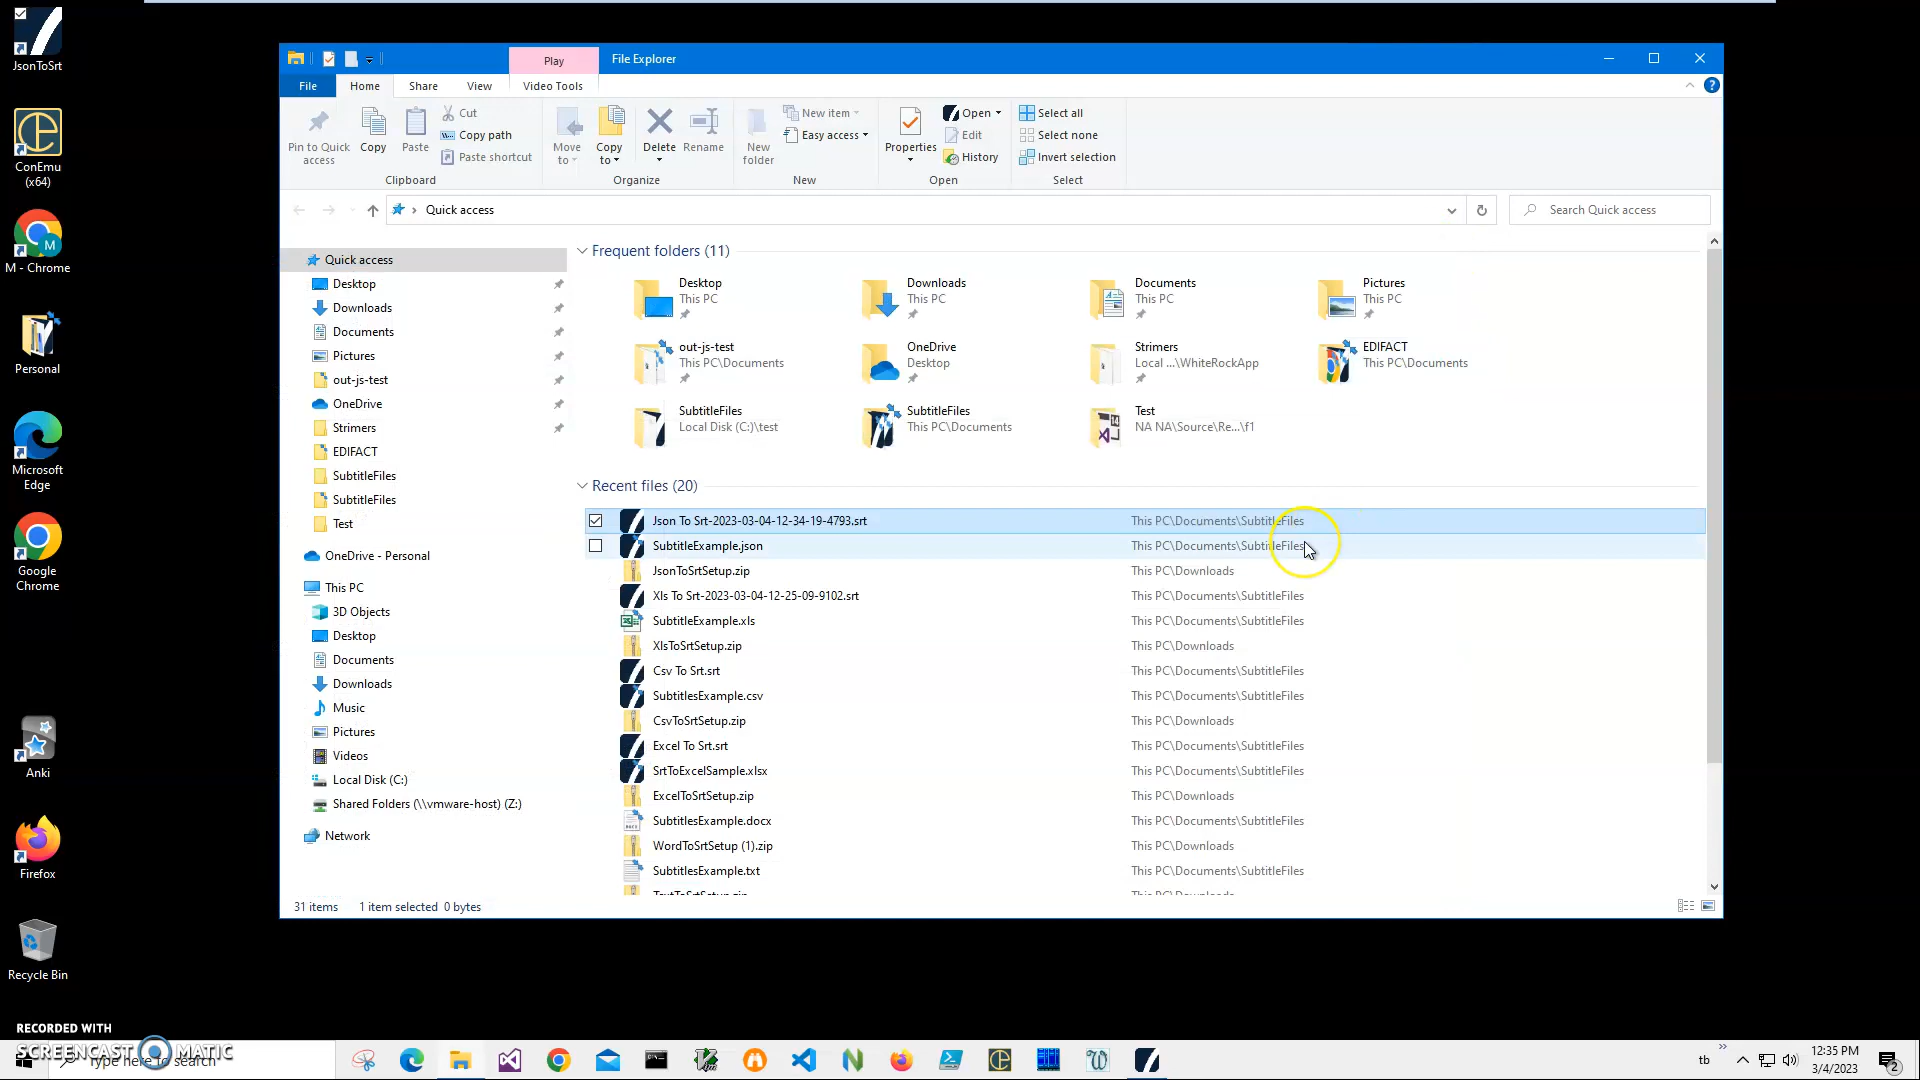 JsonToSrt
ConEmu
(x64)
M - Chrome
Personal
Microsoft
Edge
Google
Chrome
Anki
Firefox
Recycle Bin
Play
File Explorer
File
Home
Share
View
Video Tools
Pin to Quick
access
Copy
Paste
Cut
Copy path
Paste shortcut
Clipboard
Move
to
Copy
to
Delete
Rename
Organize
New
folder
New item
Easy access
New
Properties
Open
Edit
History
Open
Select all
Select none
Invert selection
Select
Quick access
Search Quick access
Quick access
Desktop
Downloads
Documents
Pictures
out-js-test
OneDrive
Strimers
EDIFACT
SubtitleFiles
SubtitleFiles
Test
OneDrive - Personal
This PC
3D Objects
Desktop
Documents
Downloads
Music
Pictures
Videos
Local Disk (C:)
Shared Folders (\\vmware-host) (Z:)
Network
Frequent folders (11)
Desktop
This PC
Downloads
This PC
Documents
This PC
Pictures
This PC
out-js-test
This PC\Documents
OneDrive
Desktop
Strimers
Local ...\WhiteRockApp
EDIFACT
This PC\Documents
SubtitleFiles
Local Disk (C:)\test
SubtitleFiles
This PC\Documents
Test
NA NA\Source\Re...\f1
Recent files (20)
Json To Srt-2023-03-04-12-34-19-4793.srt This PC\Documents\SubtitleFiles
SubtitleExample.json This PC\Documents\SubtitleFiles
JsonToSrtSetup.zip This PC\Downloads
Xls To Srt-2023-03-04-12-25-09-9102.srt This PC\Documents\SubtitleFiles
SubtitleExample.xls This PC\Documents\SubtitleFiles
XlsToSrtSetup.zip This PC\Downloads
Csv To Srt.srt This PC\Documents\SubtitleFiles
SubtitlesExample.csv This PC\Documents\SubtitleFiles
CsvToSrtSetup.zip This PC\Downloads
Excel To Srt.srt This PC\Documents\SubtitleFiles
SrtToExcelSample.xlsx This PC\Documents\SubtitleFiles
ExcelToSrtSetup.zip This PC\Downloads
SubtitlesExample.docx This PC\Documents\SubtitleFiles
WordToSrtSetup (1).zip This PC\Downloads
SubtitlesExample.txt This PC\Documents\SubtitleFiles
TextToSrtSetup.zip This PC\Downloads
31 items 1 item selected 0 bytes
RECORDED WITH
SCREENCAST MATIC
Type here to search
tb
12:35 PM
3/4/2023
2